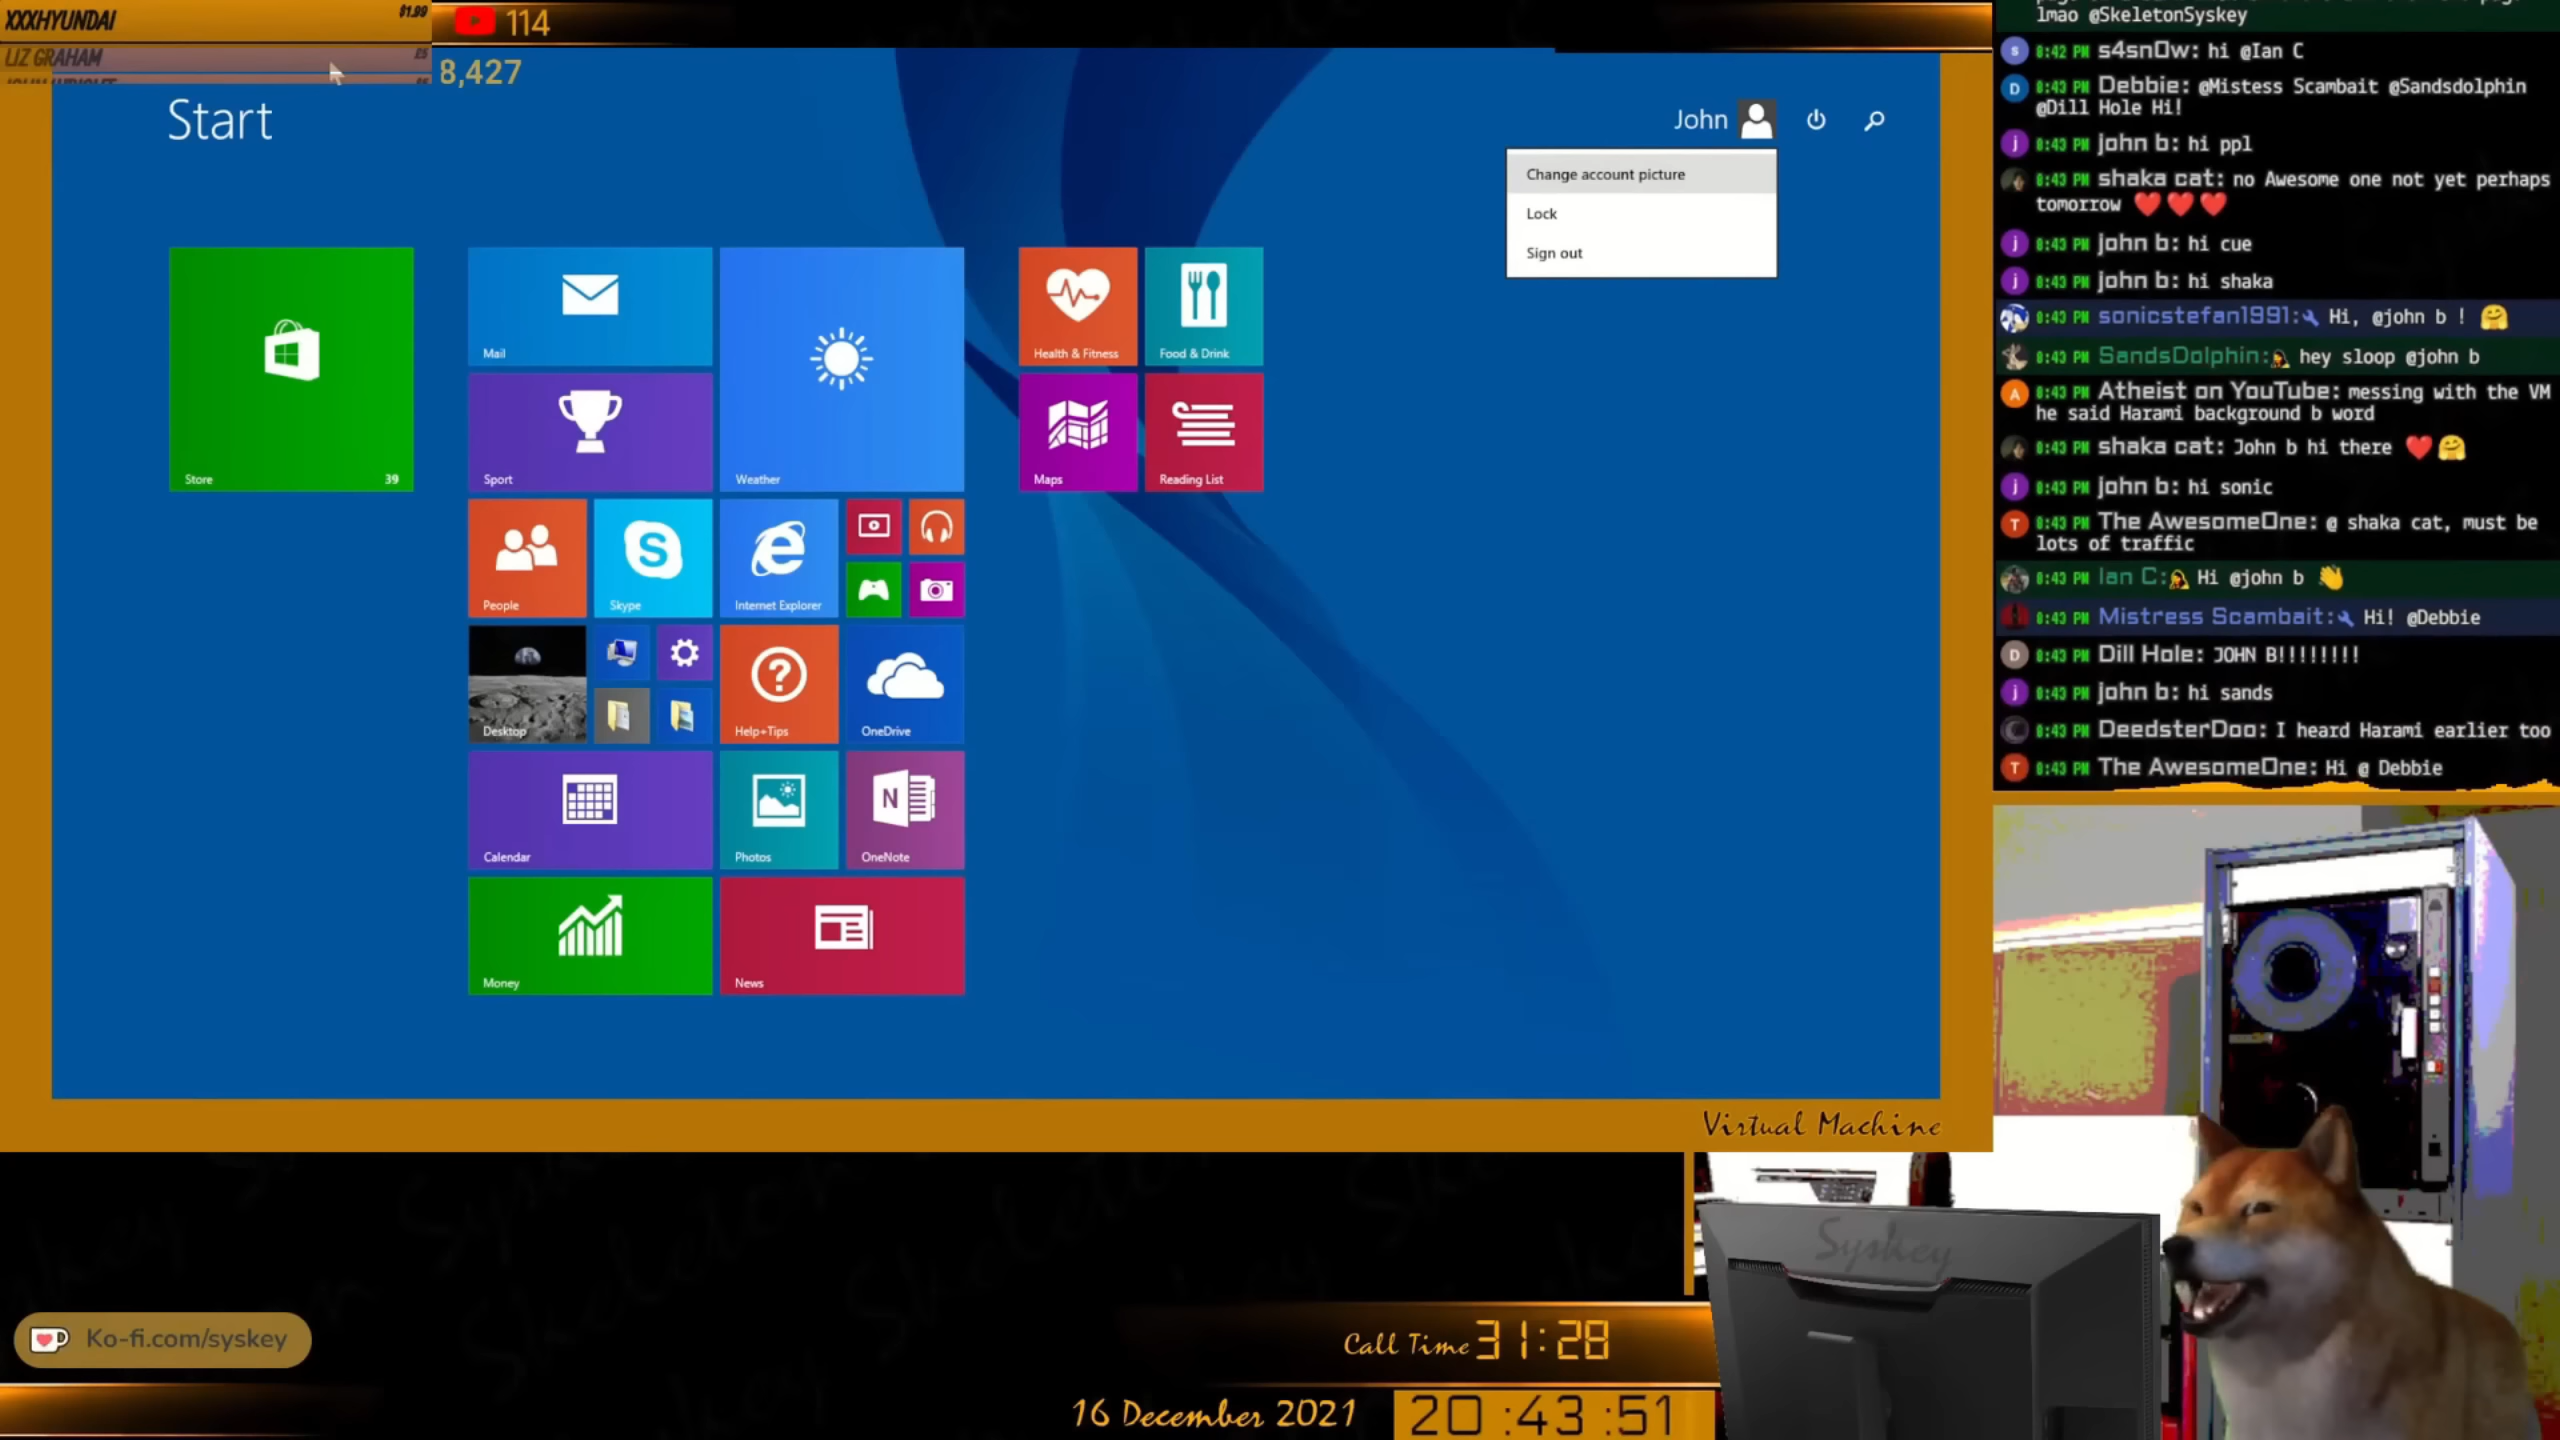 XXXHYUNDAI $1.99
LIZ GRAHAM £5
114
8,427
Start
John
Change account picture
Lock
Sign out
Store 39
Mail
Sport
Weather
Health & Fitness
Food & Drink
Maps
Reading List
People
Skype
Internet Explorer
Desktop
Help+Tips
OneDrive
Calendar
Photos
OneNote
Money
News
Virtual Machine
lmao @SkeletonSyskey
8:42 PM s4sn0w: hi @Ian C
8:43 PM Debbie: @Mistess Scambait @Sandsdolphin
@Dill Hole Hi!
8:43 PM john b: hi ppl
8:43 PM shaka cat: no Awesome one not yet perhaps
tomorrow ❤️❤️❤️
8:43 PM john b: hi cue
8:43 PM john b: hi shaka
8:43 PM sonicstefan1991: Hi, @john b ! 🤗
8:43 PM SandsDolphin: hey sloop @john b
8:43 PM Atheist on YouTube: messing with the VM
he said Harami background b word
8:43 PM shaka cat: John b hi there ❤️🤗
8:43 PM john b: hi sonic
8:43 PM The AwesomeOne: @ shaka cat, must be
lots of traffic
8:43 PM Ian C: Hi @john b 👋
8:43 PM Mistress Scambait: Hi! @Debbie
8:43 PM Dill Hole: JOHN B!!!!!!!!
8:43 PM john b: hi sands
8:43 PM DeedsterDoo: I heard Harami earlier too
8:43 PM The AwesomeOne: Hi @ Debbie
Syskey
Ko-fi.com/syskey
Call Time 31:28
16 December 2021 20:43:51